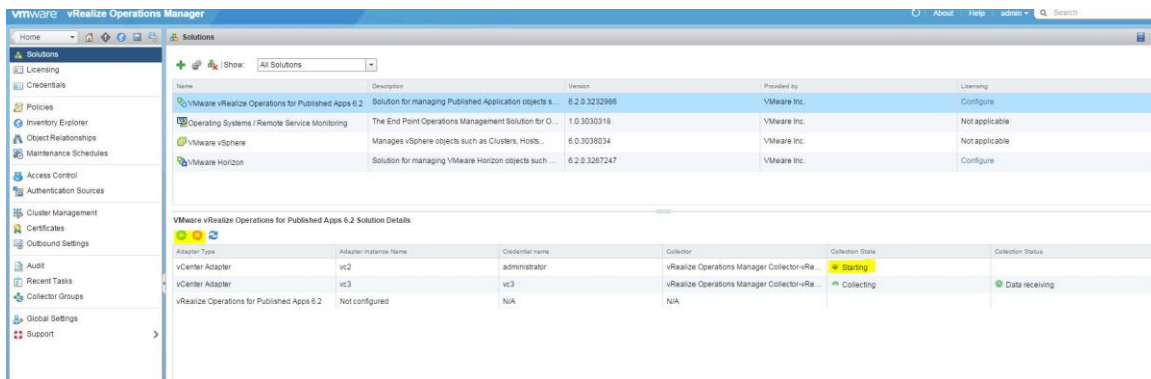 vmware vRealize Operations Manager
About Help admin Search
Home
Solutions
Licensing
Credentials
Policies
Inventory Explorer
Object Relationships
Maintenance Schedules
Access Control
Authentication Sources
Cluster Management
Certificates
Outbound Settings
Audit
Recent Tasks
Collector Groups
Global Settings
Support
Solutions
Show: All Solutions
Name Description Version Provided by Licensing
VMware vRealize Operations for Published Apps 6.2 Solution for managing Published Application objects s... 6.2.0.3232986 VMware Inc. Configure
Operating Systems / Remote Service Monitoring The End Point Operations Management Solution for O... 1.0.3030318 VMware Inc. Not applicable
VMware vSphere Manages vSphere objects such as Clusters, Hosts... 6.0.3038034 VMware Inc. Not applicable
VMware Horizon Solution for managing VMware Horizon objects such ... 6.2.0.3267247 VMware Inc. Configure
VMware vRealize Operations for Published Apps 6.2 Solution Details
Adapter Type Adapter Instance Name Credential name Collector Collection State Collection Status
vCenter Adapter vc2 administrator vRealize Operations Manager Collector-vRe... Starting
vCenter Adapter vc3 vc3 vRealize Operations Manager Collector-vRe... Collecting Data receiving
vRealize Operations for Published Apps 6.2 Not configured N/A N/A